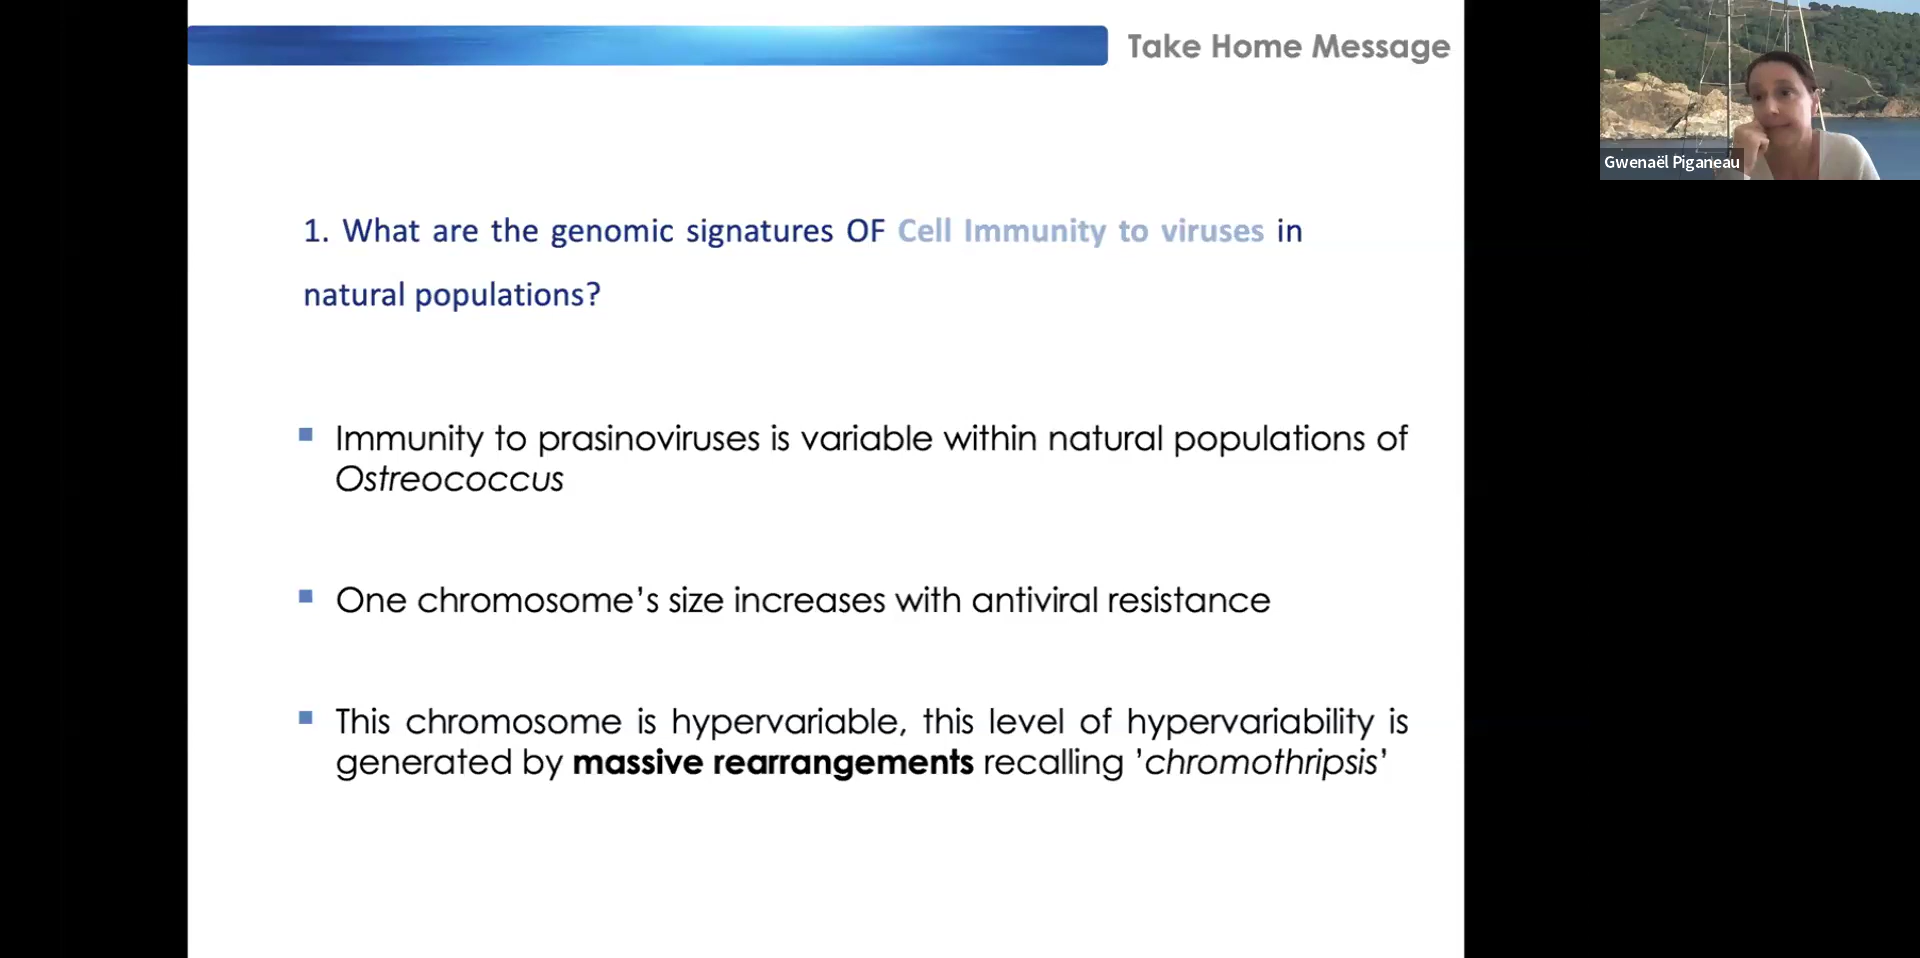 Take Home Message
Gwenaël Piganeau
1. What are the genomic signatures OF Cell Immunity to viruses in
natural populations?
Immunity to prasinoviruses is variable within natural populations of
Ostreococcus
One chromosome’s size increases with antiviral resistance
This chromosome is hypervariable, this level of hypervariability is
generated by massive rearrangements recalling ’chromothripsis’